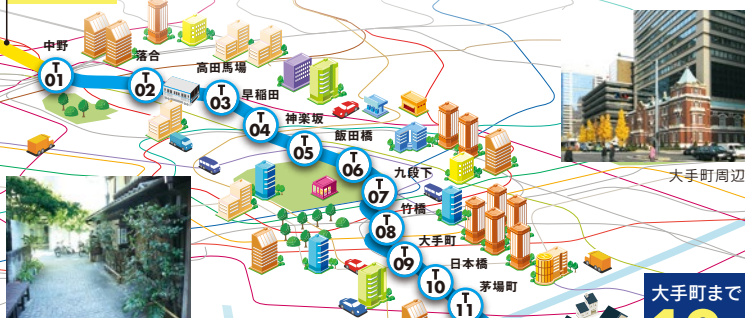 中野
T
01
落合
T
02
高田馬場
T
03
早稲田
T
04
神楽坂
T
05
飯田橋
T
06
九段下
T
07
竹橋
T
08
大手町
T
09
日本橋
T
10
茅場町
T
11
大手町周辺
大手町まで